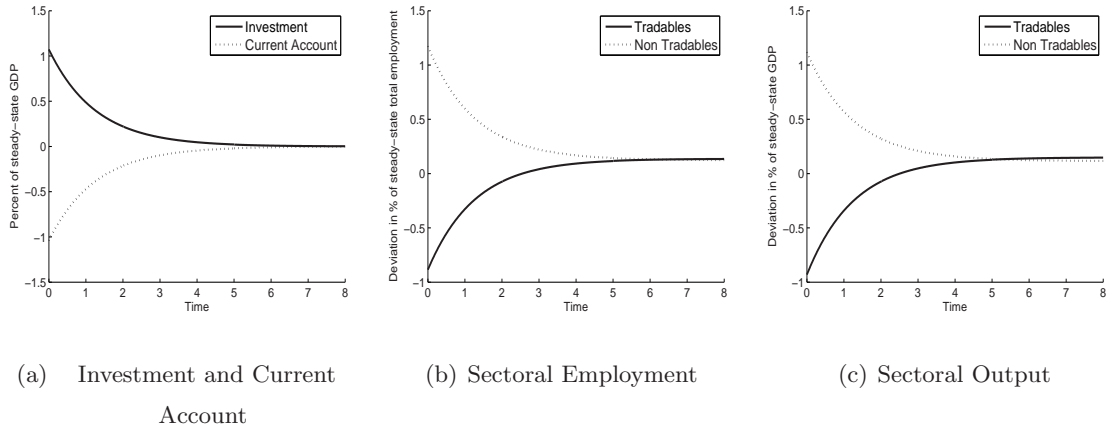 1.5
1
0.5
0
−0.5
−1
−1.5
Percent of steady−state GDP
Investment
Current Account
0 1 2 3 4 5 6 7 8
Time
1.5
1
0.5
0
−0.5
−1
Deviation in % of steady−state total employment
Tradables
Non Tradables
0 1 2 3 4 5 6 7 8
Time
1.5
1
0.5
0
−0.5
−1
Deviation in % of steady−state GDP
Tradables
Non Tradables
0 1 2 3 4 5 6 7 8
Time
(a) Investment and Current
Account
(b) Sectoral Employment
(c) Sectoral Output